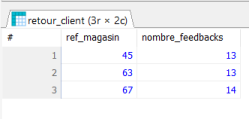 retour_client (3r × 2c)
# ref_magasin nombre_feedbacks
1 45 13
2 63 13
3 67 14